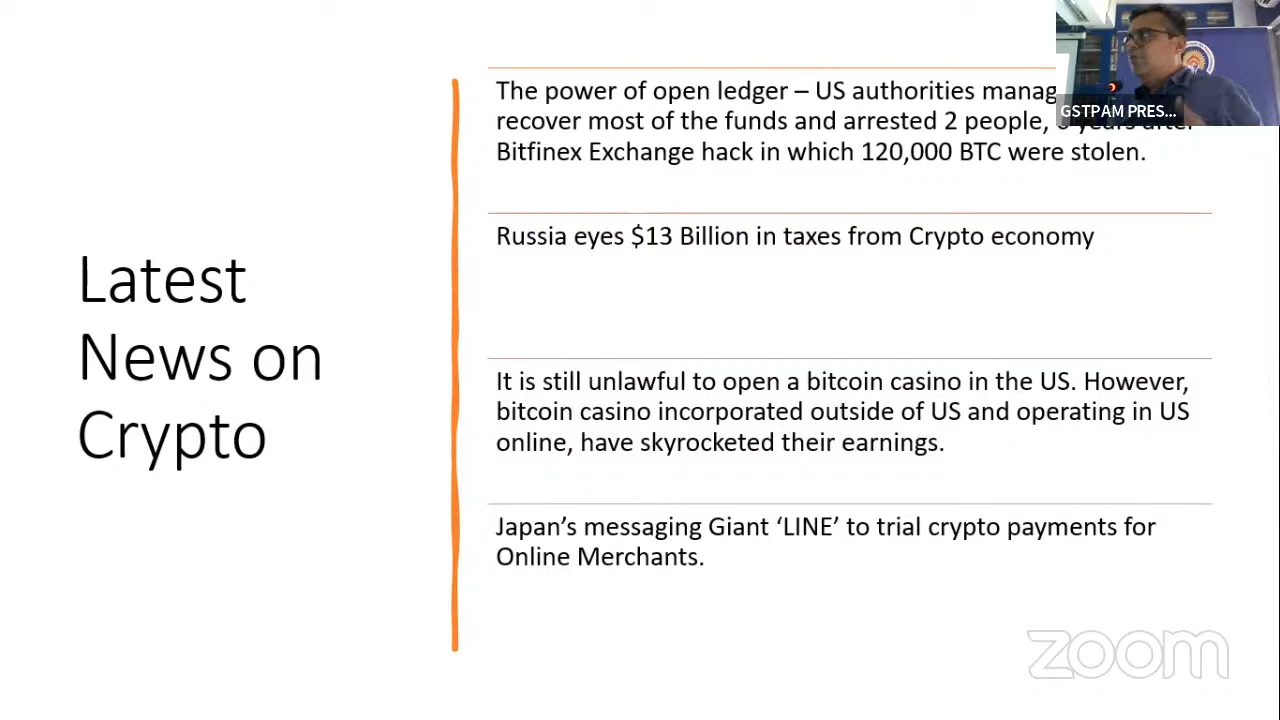 Latest
News on
Crypto
The power of open ledger – US authorities manag
recover most of the funds and arrested 2 people, years after
Bitfinex Exchange hack in which 120,000 BTC were stolen.
Russia eyes $13 Billion in taxes from Crypto economy
It is still unlawful to open a bitcoin casino in the US. However,
bitcoin casino incorporated outside of US and operating in US
online, have skyrocketed their earnings.
Japan’s messaging Giant ‘LINE’ to trial crypto payments for
Online Merchants.
GSTPAM PRES...
zoom